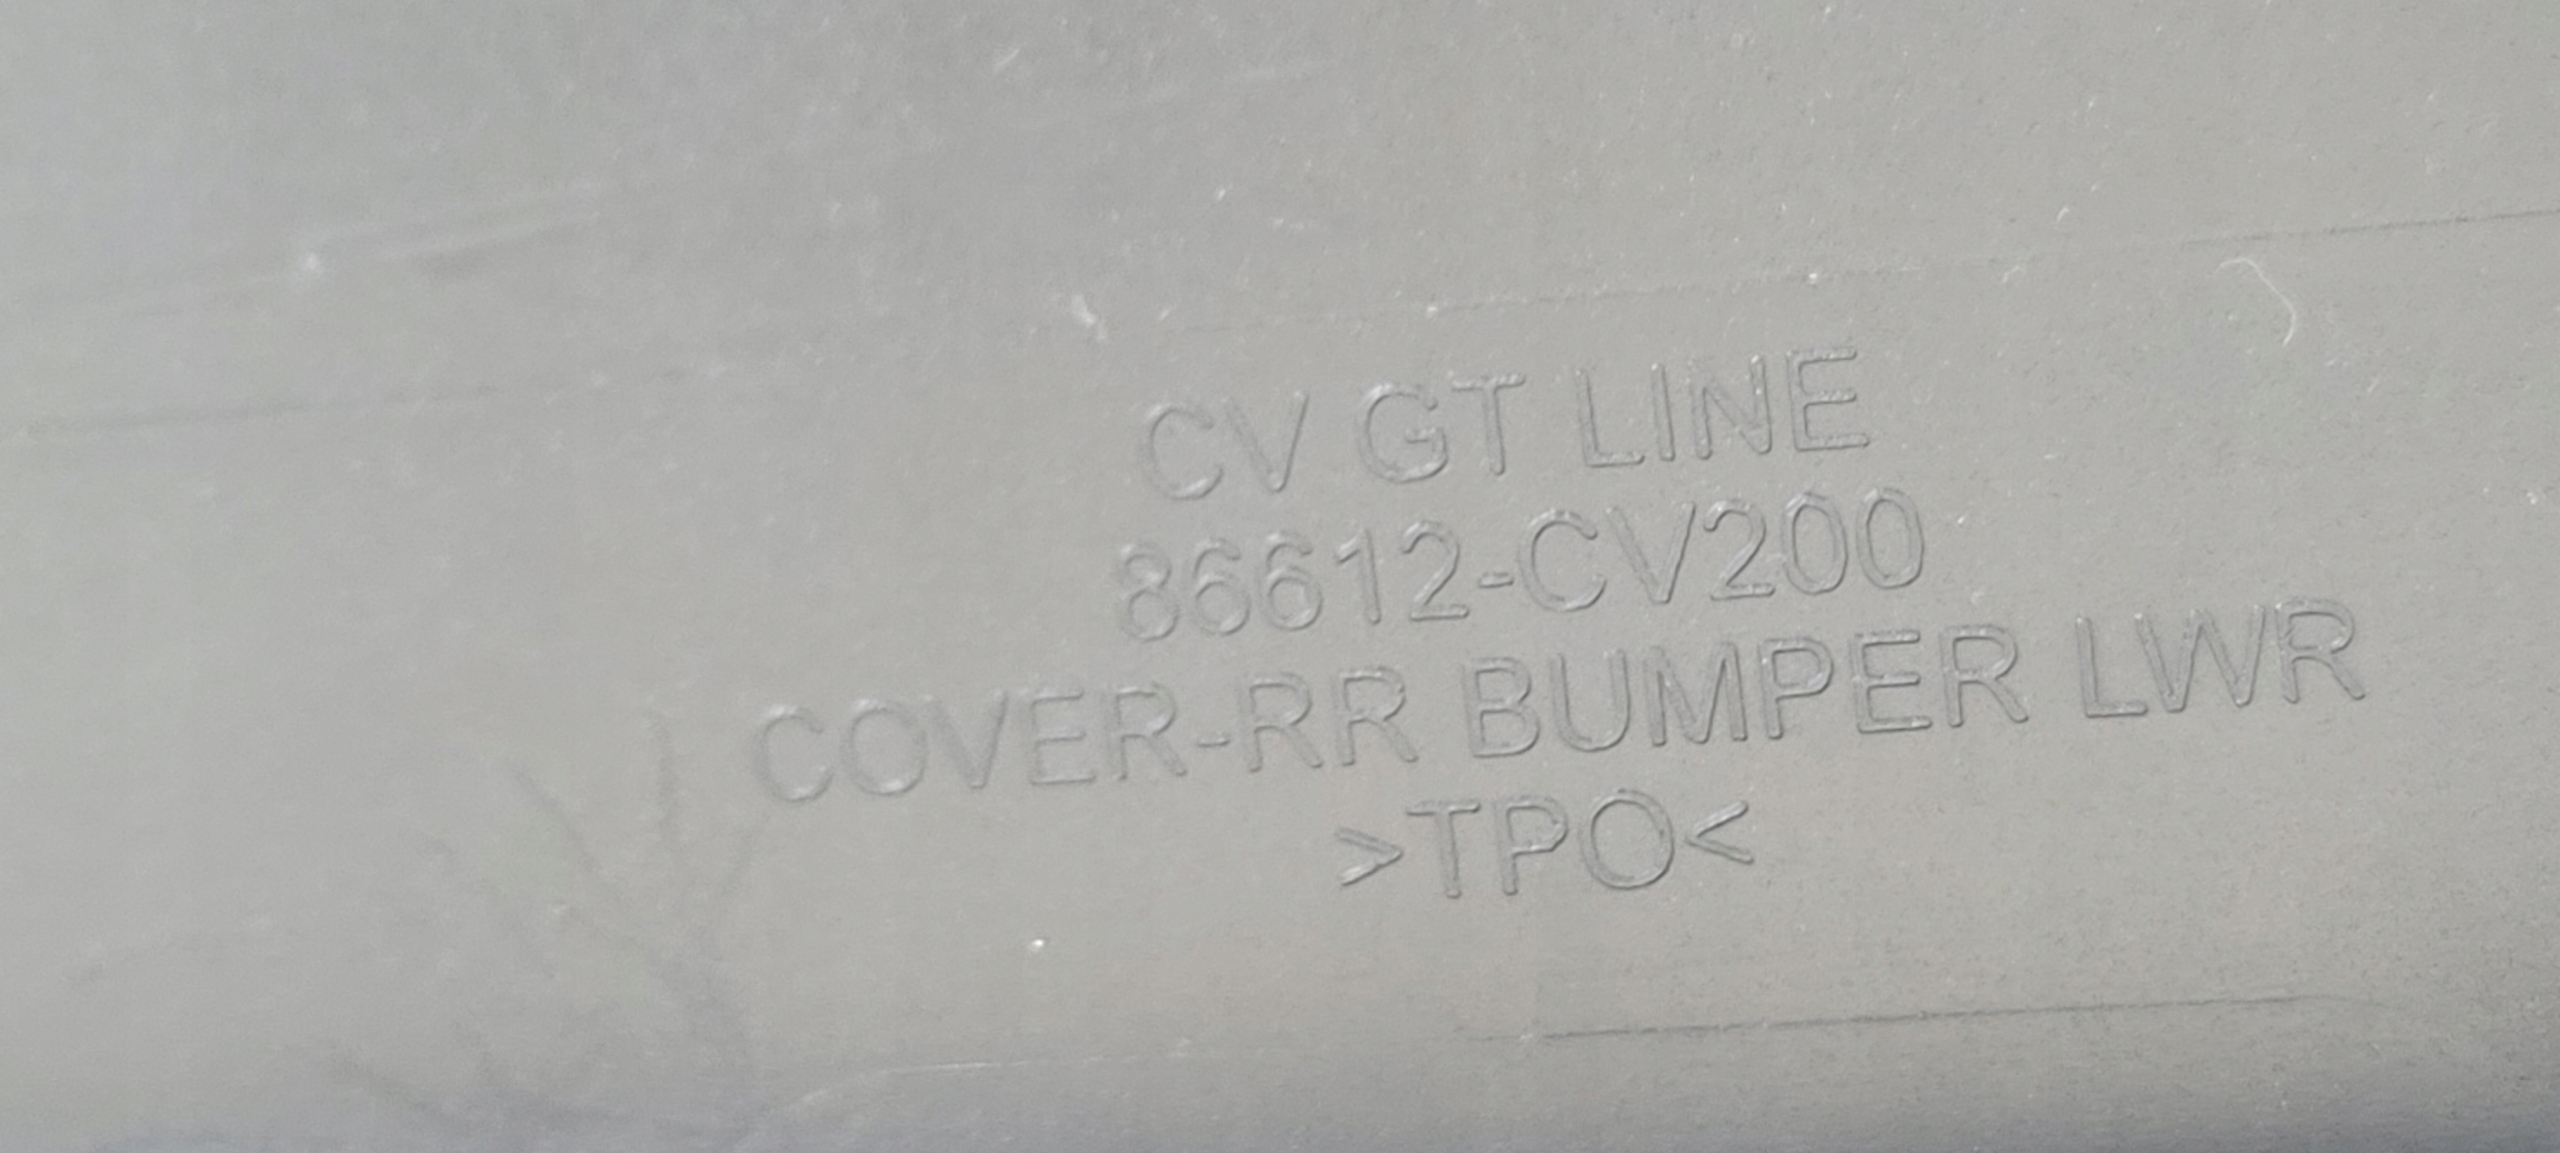 CV GT LINE
86612-CV200
COVER-RR BUMPER LWR
>TPO<